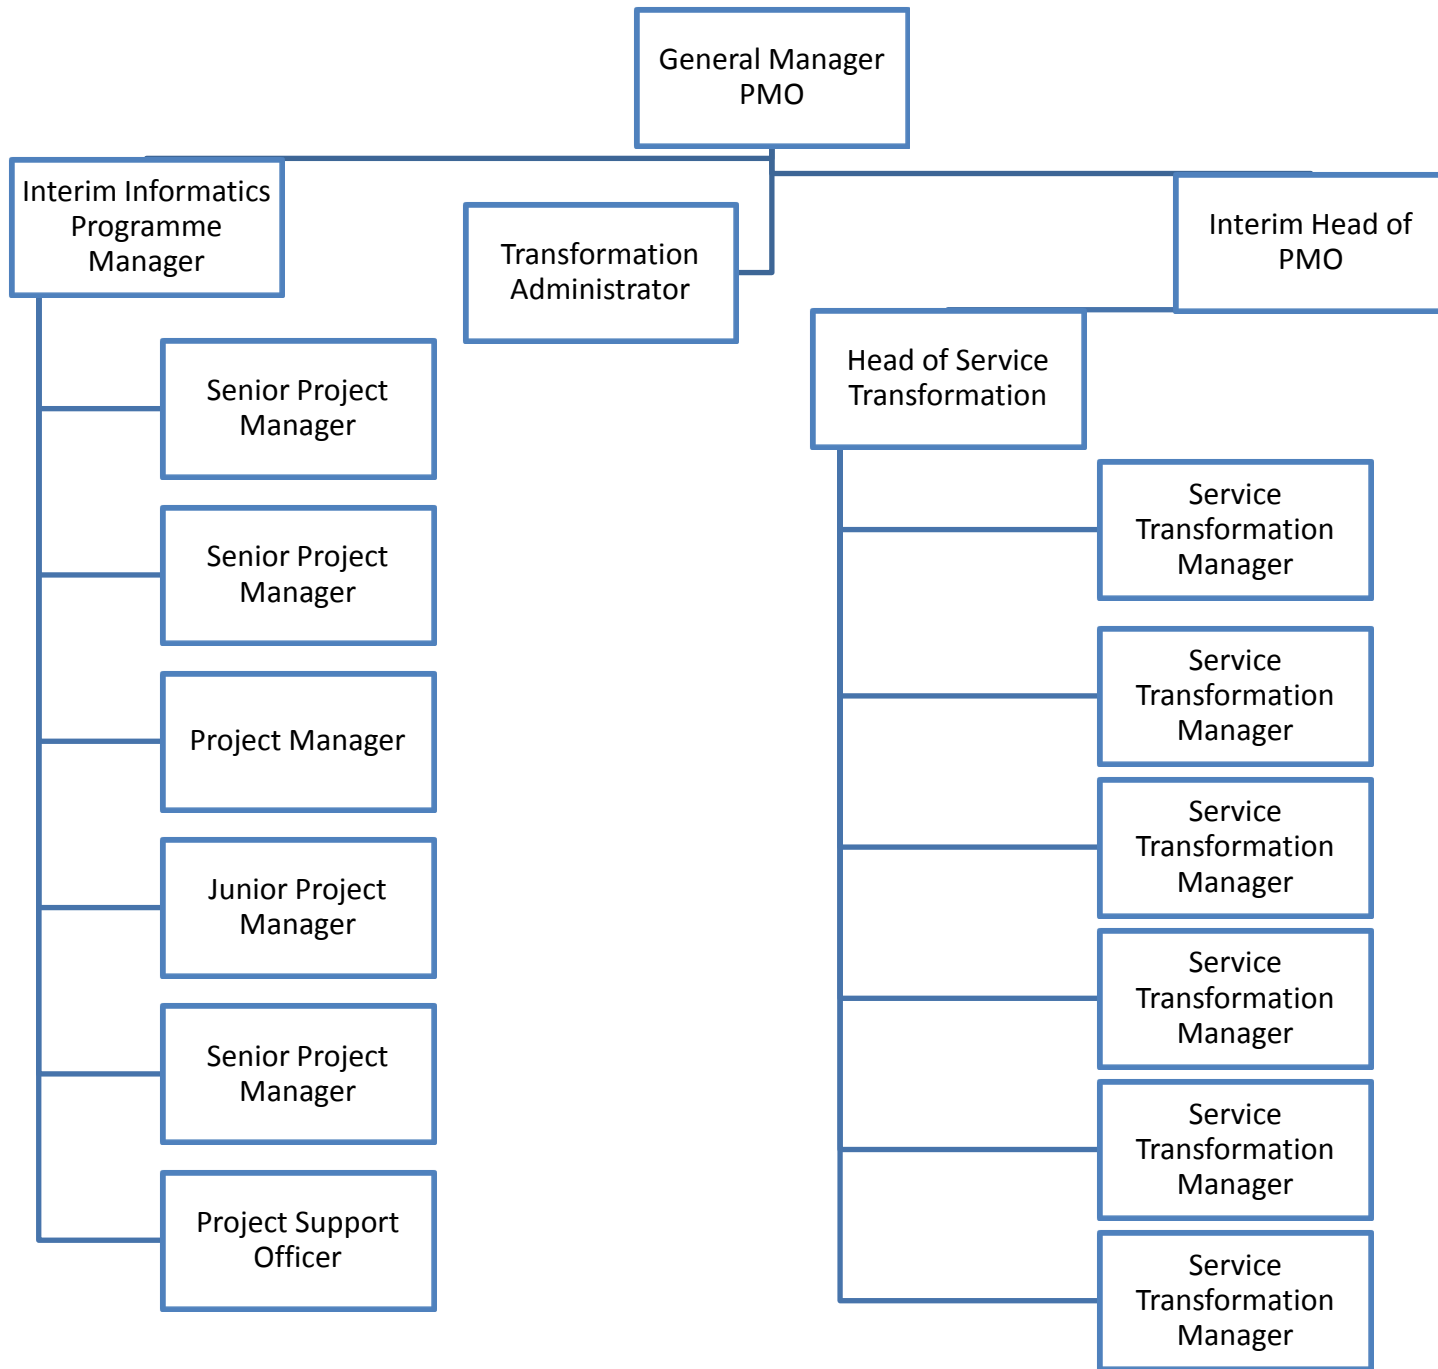 General Manager
PMO
Interim Informatics
Programme
Manager
Transformation
Administrator
Interim Head of
PMO
Head of Service
Transformation
Senior Project
Manager
Senior Project
Manager
Project Manager
Junior Project
Manager
Senior Project
Manager
Project Support
Officer
Service
Transformation
Manager
Service
Transformation
Manager
Service
Transformation
Manager
Service
Transformation
Manager
Service
Transformation
Manager
Service
Transformation
Manager